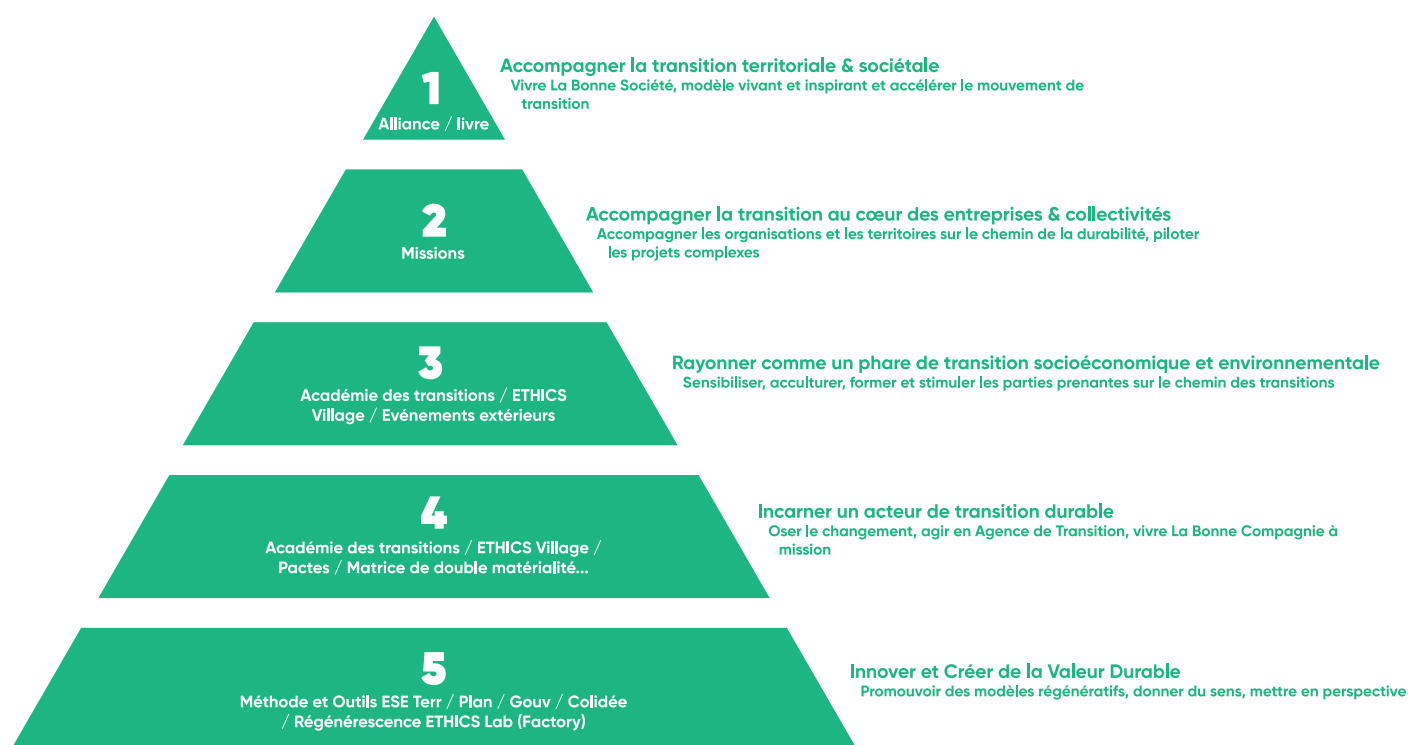 1
Alliance / livre
Accompagner la transition territoriale & sociétale
Vivre La Bonne Société, modèle vivant et inspirant et accélérer le mouvement de
transition
2
Missions
Accompagner la transition au cœur des entreprises & collectivités
Accompagner les organisations et les territoires sur le chemin de la durabilité, piloter
les projets complexes
3
Académie des transitions / ETHICS
Village / Evénements extérieurs
Rayonner comme un phare de transition socioéconomique et environnementale
Sensibiliser, acculturer, former et stimuler les parties prenantes sur le chemin des transitions
4
Académie des transitions / ETHICS Village /
Pactes / Matrice de double matérialité...
Incarner un acteur de transition durable
Oser le changement, agir en Agence de Transition, vivre La Bonne Compagnie à
mission
5
Méthode et Outils ESE Terr / Plan / Gouv / Colidée
/ Régénérescence ETHICS Lab (Factory)
Innover et Créer de la Valeur Durable
Promouvoir des modèles régénératifs, donner du sens, mettre en perspective